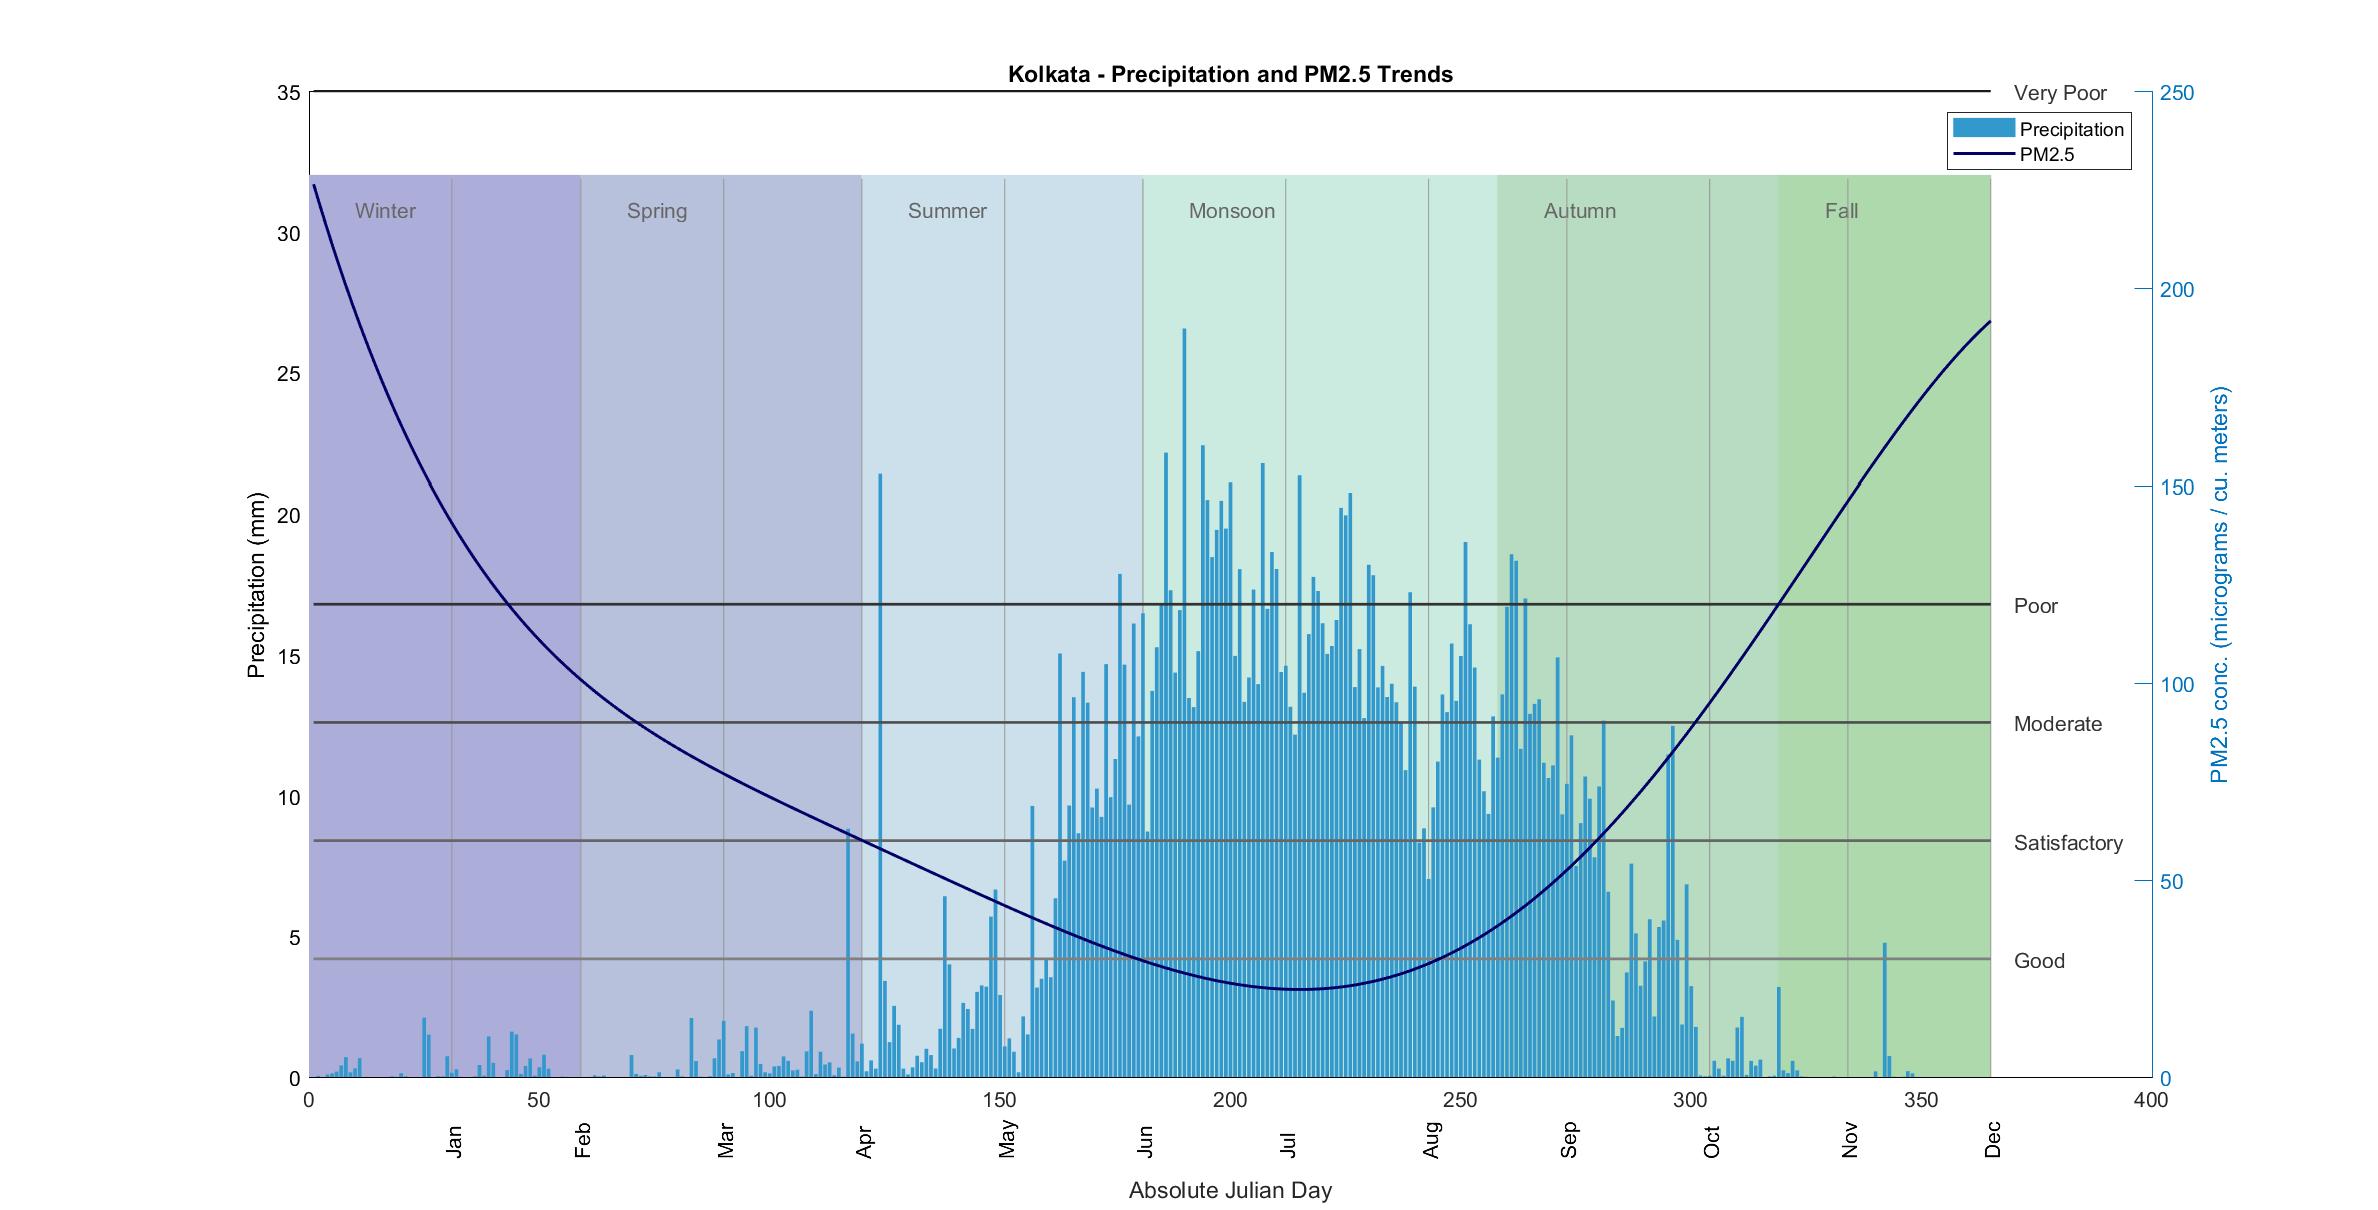 Kolkata - Precipitation and PM2.5 Trends
35
30
25
20
15
10
5
0
Precipitation (mm)
250
200
150
100
50
0
PM2.5 conc. (micrograms / cu. meters)
Very Poor
Precipitation
PM2.5
Winter
Spring
Summer
Monsoon
Autumn
Fall
Poor
Moderate
Satisfactory
Good
0 50 100 150 200 250 300 350 400
Jan Feb Mar Apr May Jun Jul Aug Sep Oct Nov Dec
Absolute Julian Day